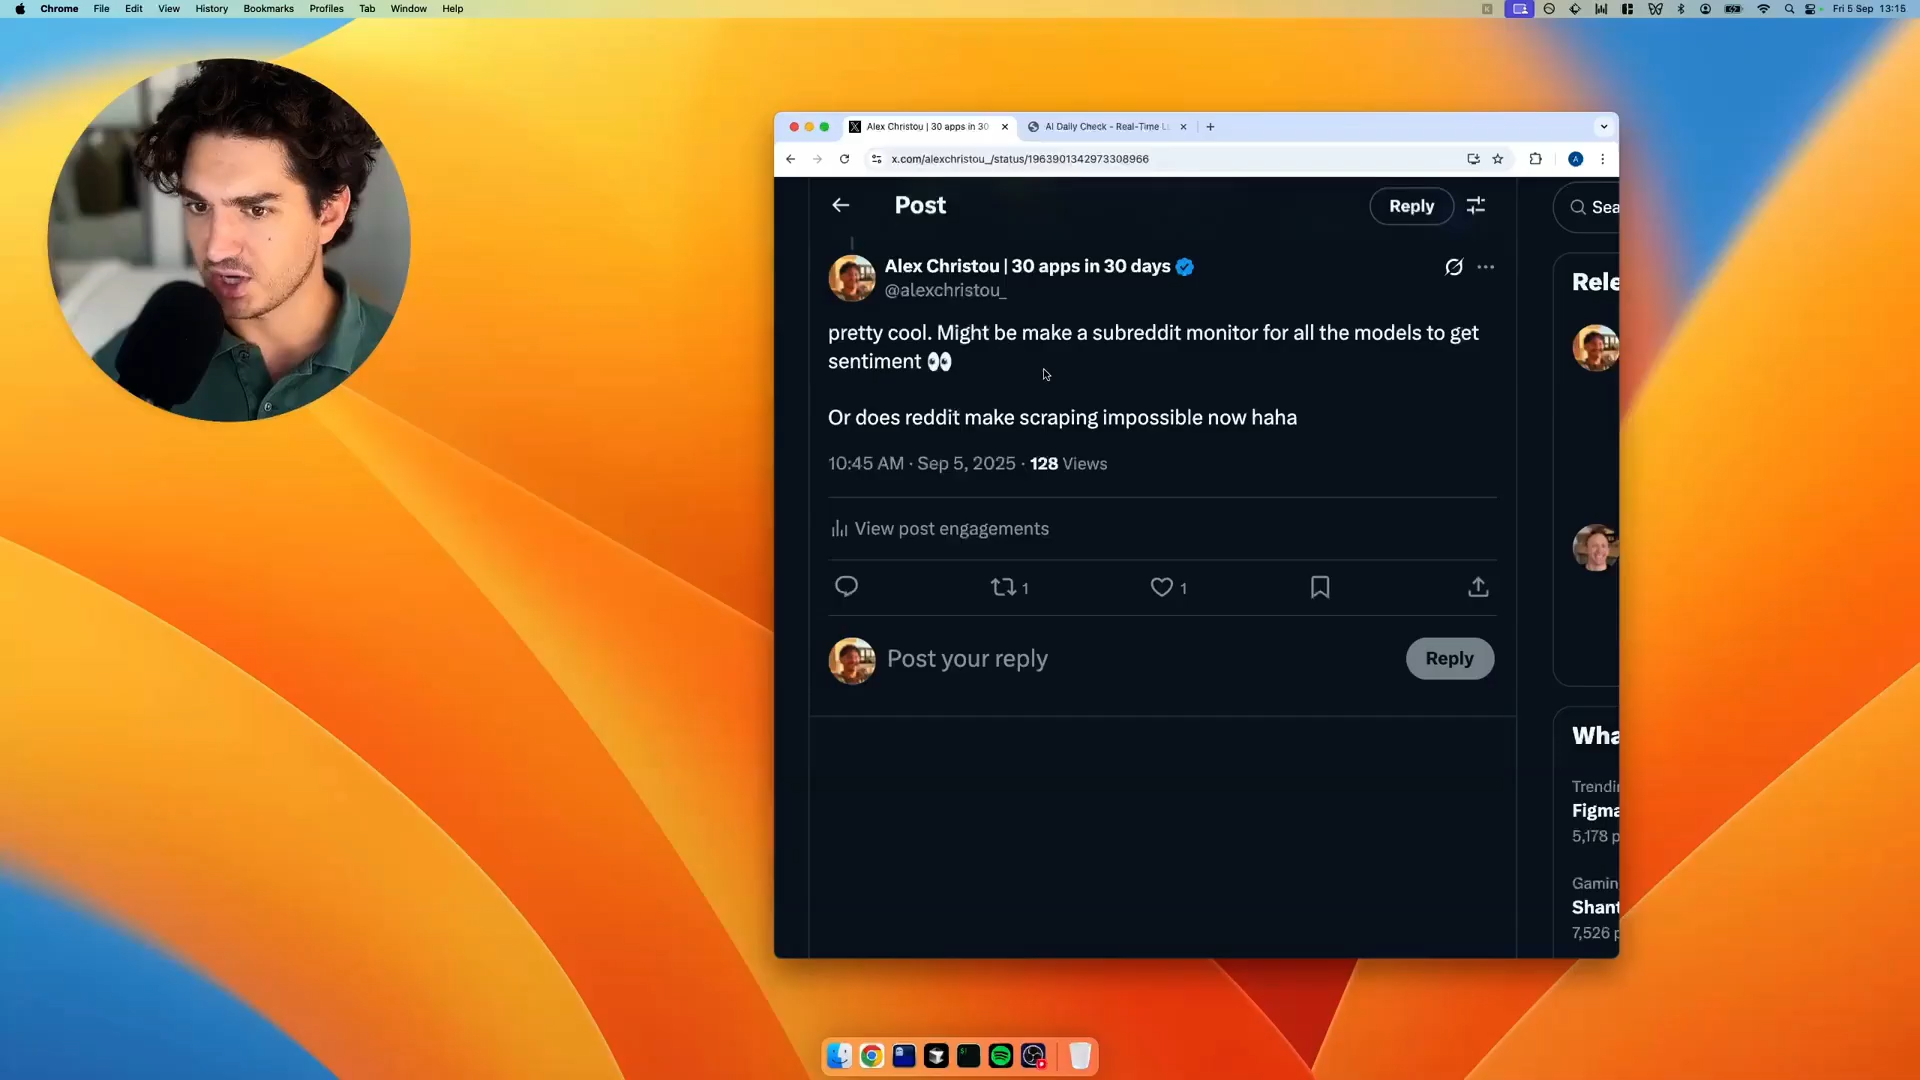 Chrome File Edit View History Bookmarks Profiles Tab Window Help
Fri 5 Sep 13:15
Alex Christou | 30 apps in 30
AI Daily Check - Real-Time L
x.com/alexchristou_/status/1963901342973308966
A
Post
Reply
Sea
Alex Christou | 30 apps in 30 days
@alexchristou_
Rele
pretty cool. Might be make a subreddit monitor for all the models to get
sentiment 👀
Or does reddit make scraping impossible now haha
10:45 AM · Sep 5, 2025 · 128 Views
View post engagements
1
1
Post your reply
Reply
Wha
Trendin
Figma
5,178 p
Gamin
Shant
7,526 p